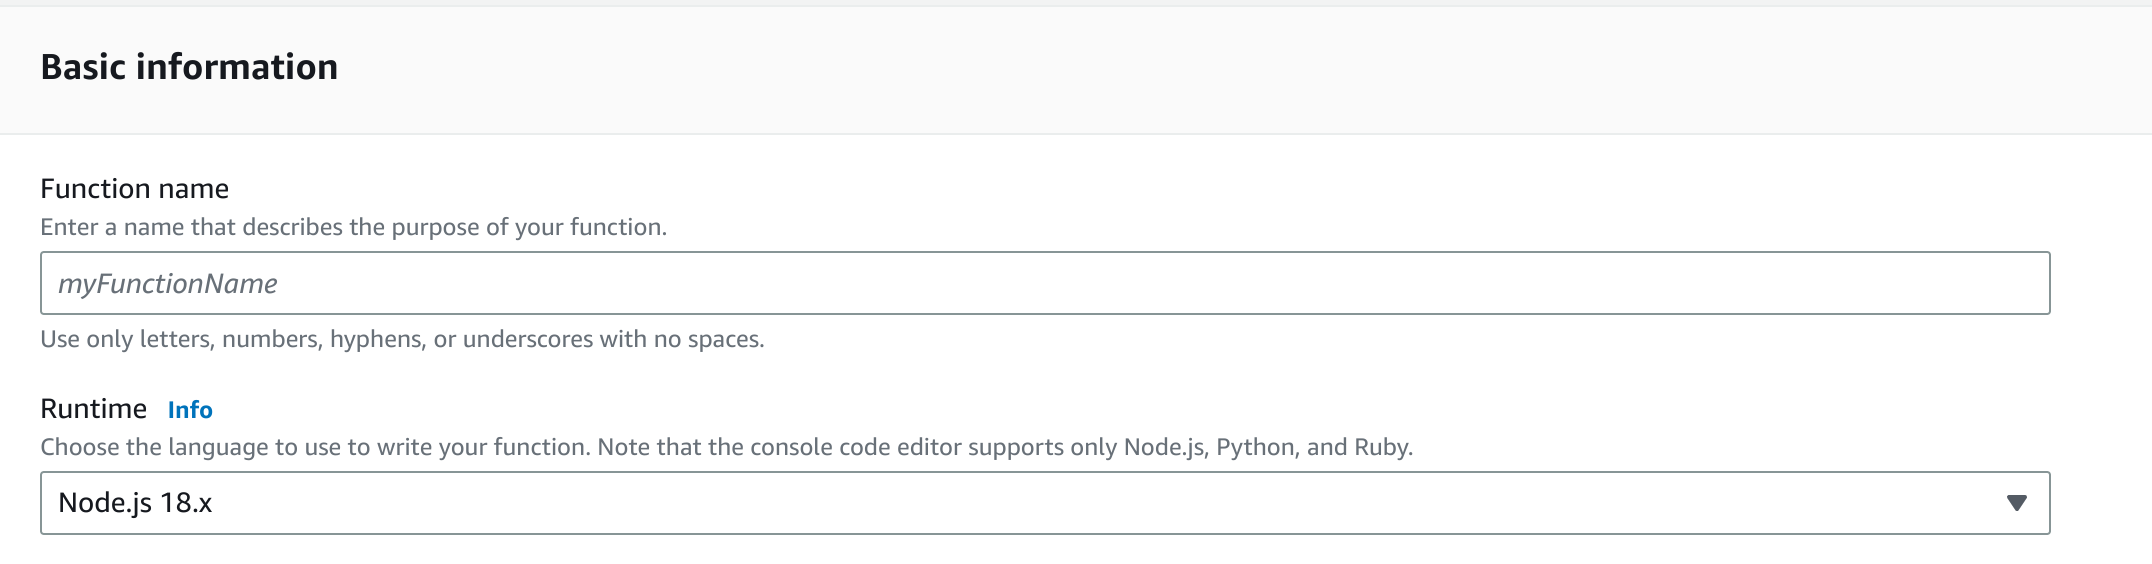 Basic information
Function name
Enter a name that describes the purpose of your function.
myFunctionName
Use only letters, numbers, hyphens, or underscores with no spaces.
Runtime Info
Choose the language to use to write your function. Note that the console code editor supports only Node.js, Python, and Ruby.
Node.js 18.x